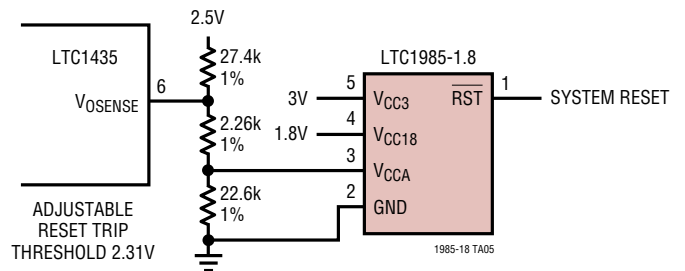 2.5V
LTC1435
27.4k
1%
LTC1985-1.8
6
VOSENSE
5
3V
VCC3
RST
1
SYSTEM RESET
2.26k
1%
4
1.8V
VCC18
3
VCCA
22.6k
1%
2
GND
ADJUSTABLE
RESET TRIP
THRESHOLD 2.31V
1985-18 TA05